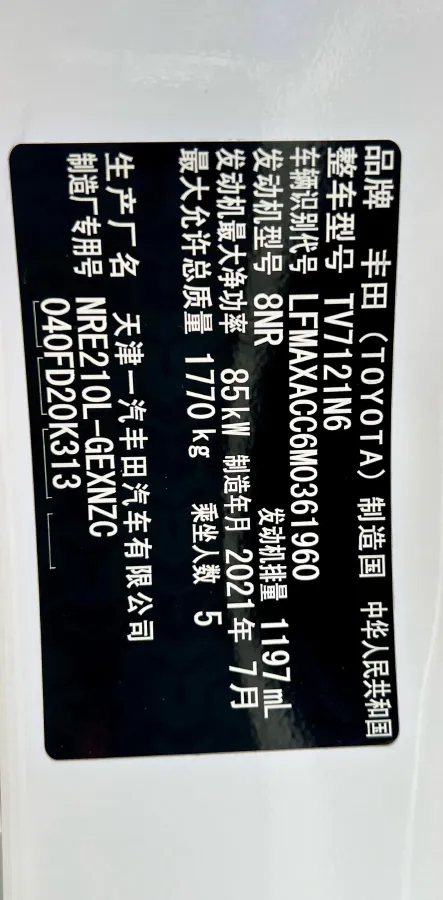 品牌 丰田（TOYOTA） 制造国 中华人民共和国
整车型号 TV7121N6
车辆识别代号 LFMAXACC6M0361960
发动机型号 8NR 发动机排量 1197 mL
发动机最大净功率 85kW 制造年月 2021年 7月
最大允许总质量 1770kg 乘坐人数 5
生产厂名 天津一汽丰田汽车有限公司
制造厂专用号 NRE210L-GEXNZC
040FD20K313